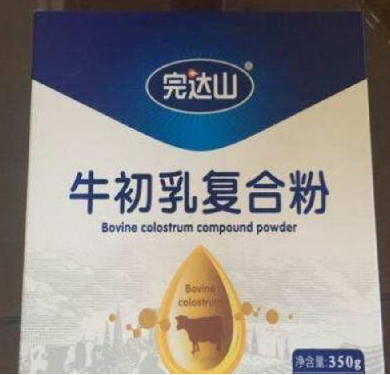 完达山
牛初乳复合粉
Bovine colostrum compound powder
Bovine
colostrum
净含量:350g